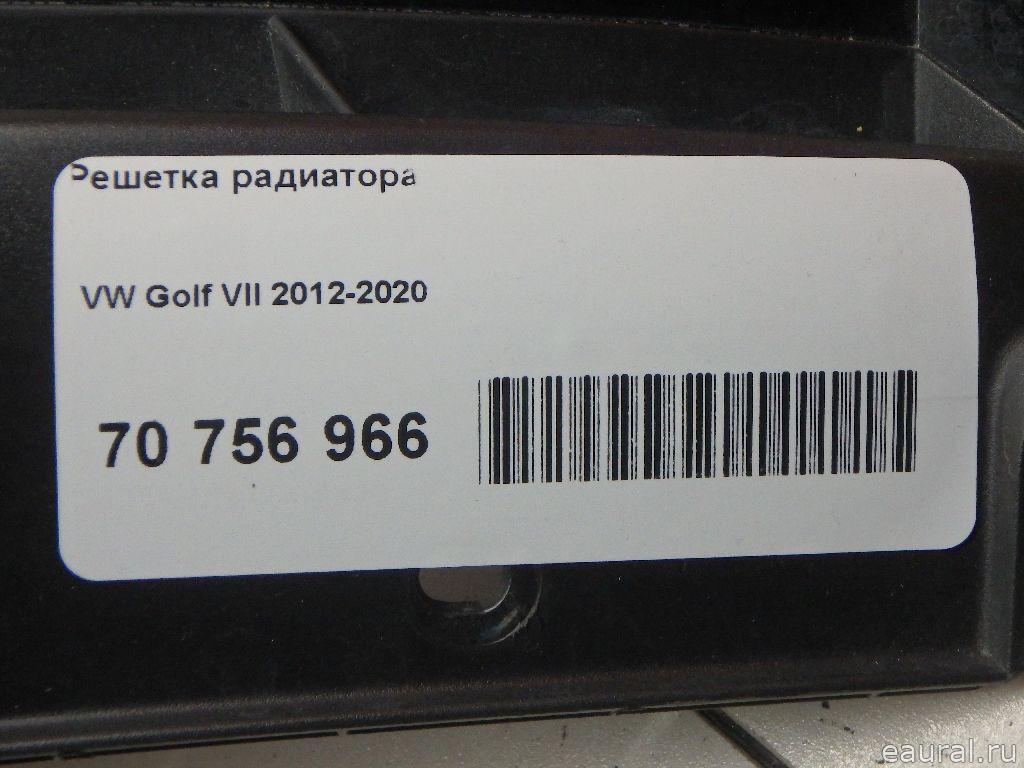 Решетка радиатора
VW Golf VII 2012-2020
70 756 966
eaural.ru